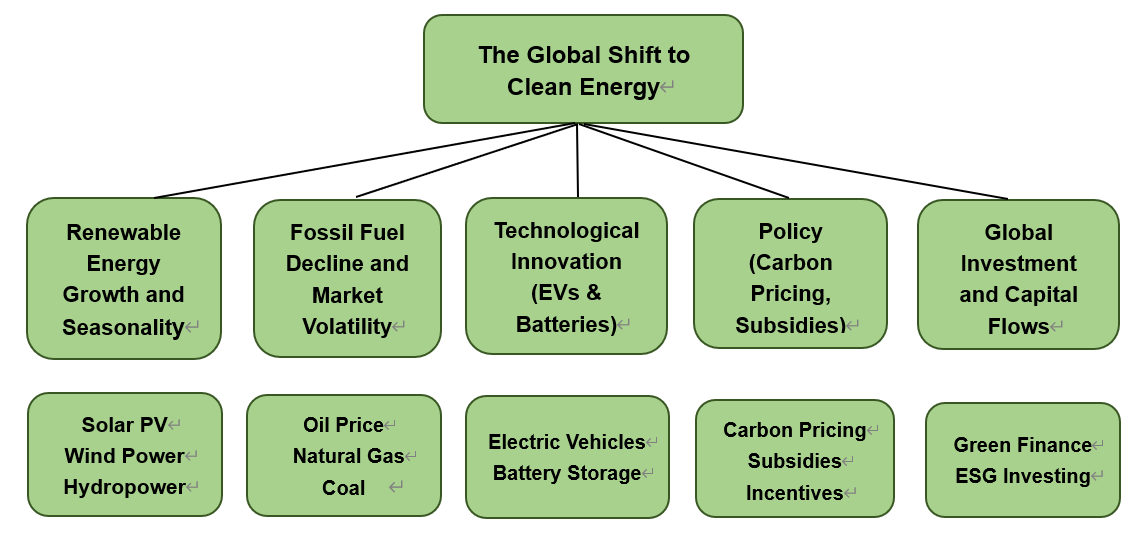 The Global Shift to
Clean Energy
Renewable
Energy
Growth and
Seasonality
Fossil Fuel
Decline and
Market
Volatility
Technological
Innovation
(EVs &
Batteries)
Policy
(Carbon
Pricing,
Subsidies)
Global
Investment
and Capital
Flows
Solar PV
Wind Power
Hydropower
Oil Price
Natural Gas
Coal
Electric Vehicles
Battery Storage
Carbon Pricing
Subsidies
Incentives
Green Finance
ESG Investing